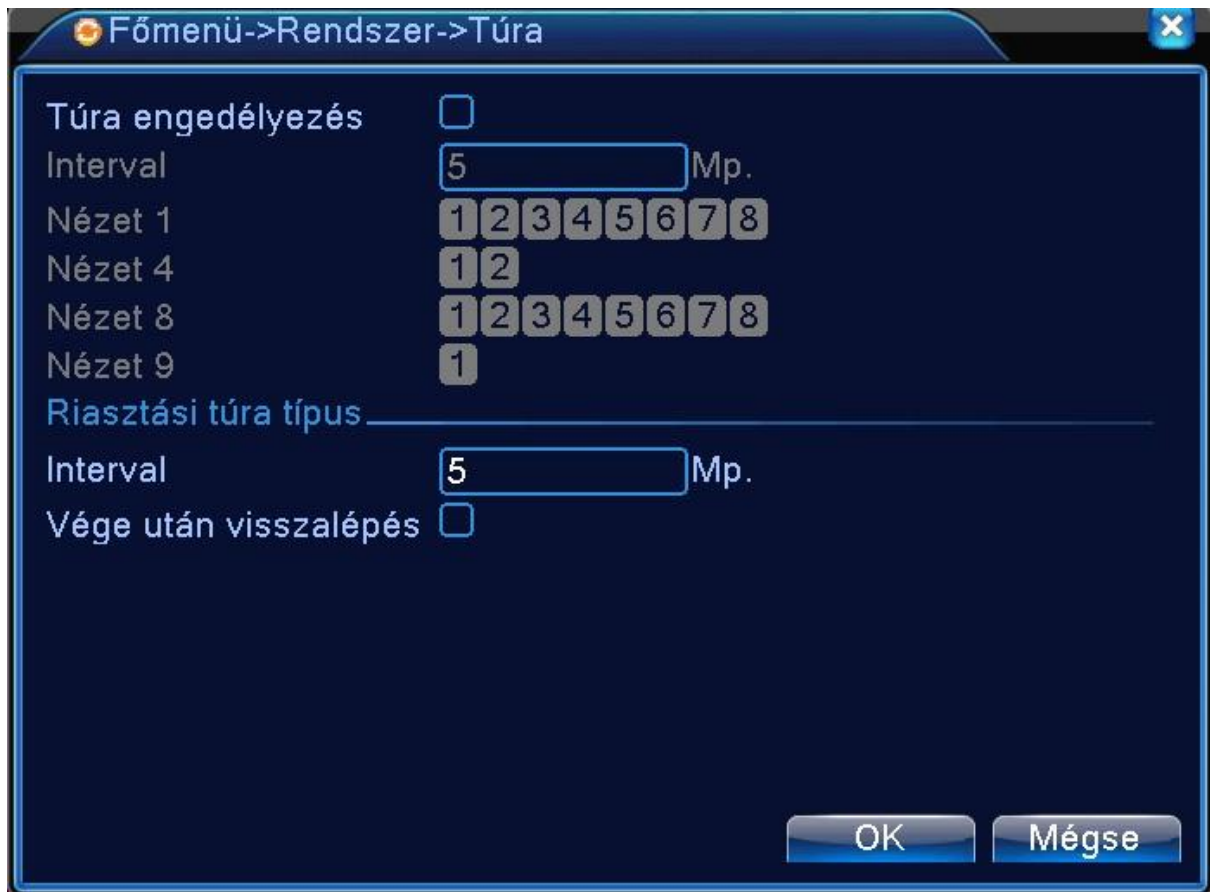 Főmenü->Rendszer->Túra
Túra engedélyezés
Interval 5 Mp.
Nézet 1 1 2 3 4 5 6 7 8
Nézet 4 1 2
Nézet 8 1 2 3 4 5 6 7 8
Nézet 9 1
Riasztási túra típus
Interval 5 Mp.
Vége után visszalépés
OK Mégse